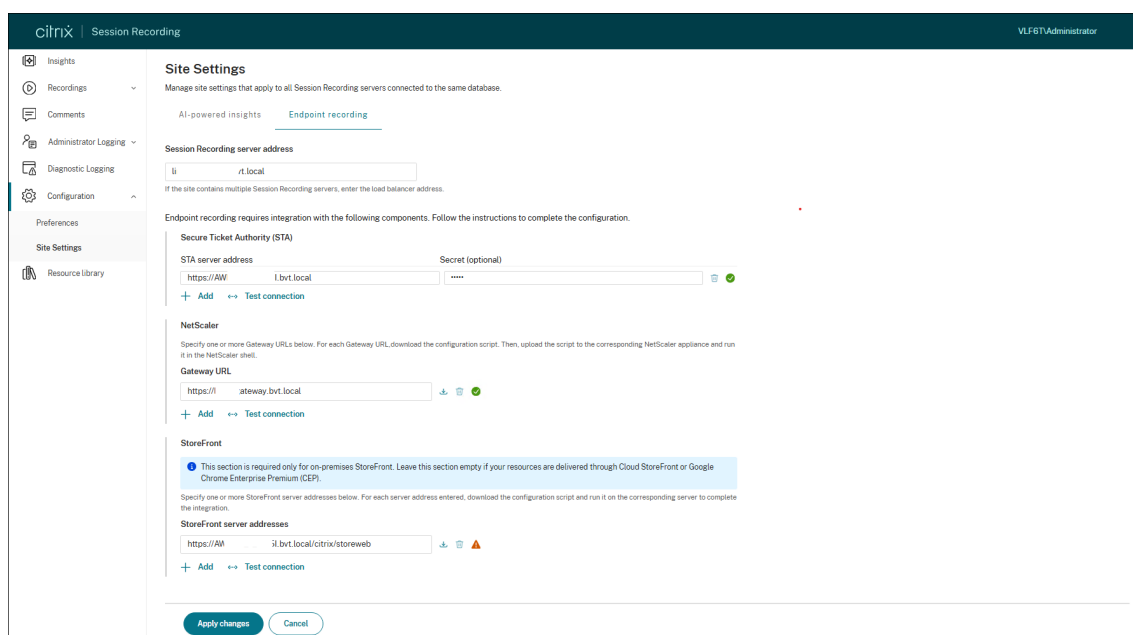 citrix | Session Recording
VLF6T\Administrator
Insights
Recordings
Comments
Administrator Logging
Diagnostic Logging
Configuration
Preferences
Site Settings
Resource library
Site Settings
Manage site settings that apply to all Session Recording servers connected to the same database.
AI-powered insights
Endpoint recording
Session Recording server address
li vt.local
If the site contains multiple Session Recording servers, enter the load balancer address.
Endpoint recording requires integration with the following components. Follow the instructions to complete the configuration.
Secure Ticket Authority (STA)
STA server address
Secret (optional)
https://AW l.bvt.local
•••••
Add
Test connection
NetScaler
Specify one or more Gateway URLs below. For each Gateway URL,download the configuration script. Then, upload the script to the corresponding NetScaler appliance and run
it in the NetScaler shell.
Gateway URL
https://l ateway.bvt.local
Add
Test connection
StoreFront
This section is required only for on-premises StoreFront. Leave this section empty if your resources are delivered through Cloud StoreFront or Google
Chrome Enterprise Premium (CEP).
Specify one or more StoreFront server addresses below. For each server address entered, download the configuration script and run it on the corresponding server to complete
the integration.
StoreFront server addresses
https://AW l.bvt.local/citrix/storeweb
Add
Test connection
Apply changes
Cancel